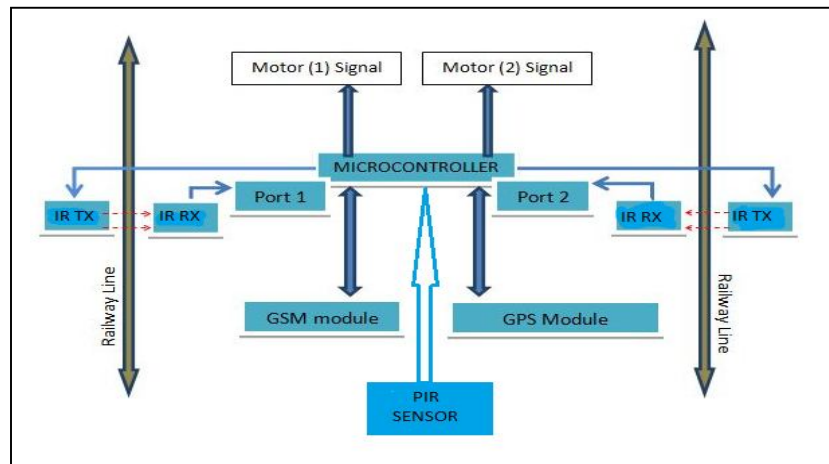 Motor (1) Signal
Motor (2) Signal
MICROCONTROLLER
Port 1
Port 2
IR TX
IR RX
IR RX
IR TX
Railway Line
Railway Line
GSM module
GPS Module
PIR
SENSOR